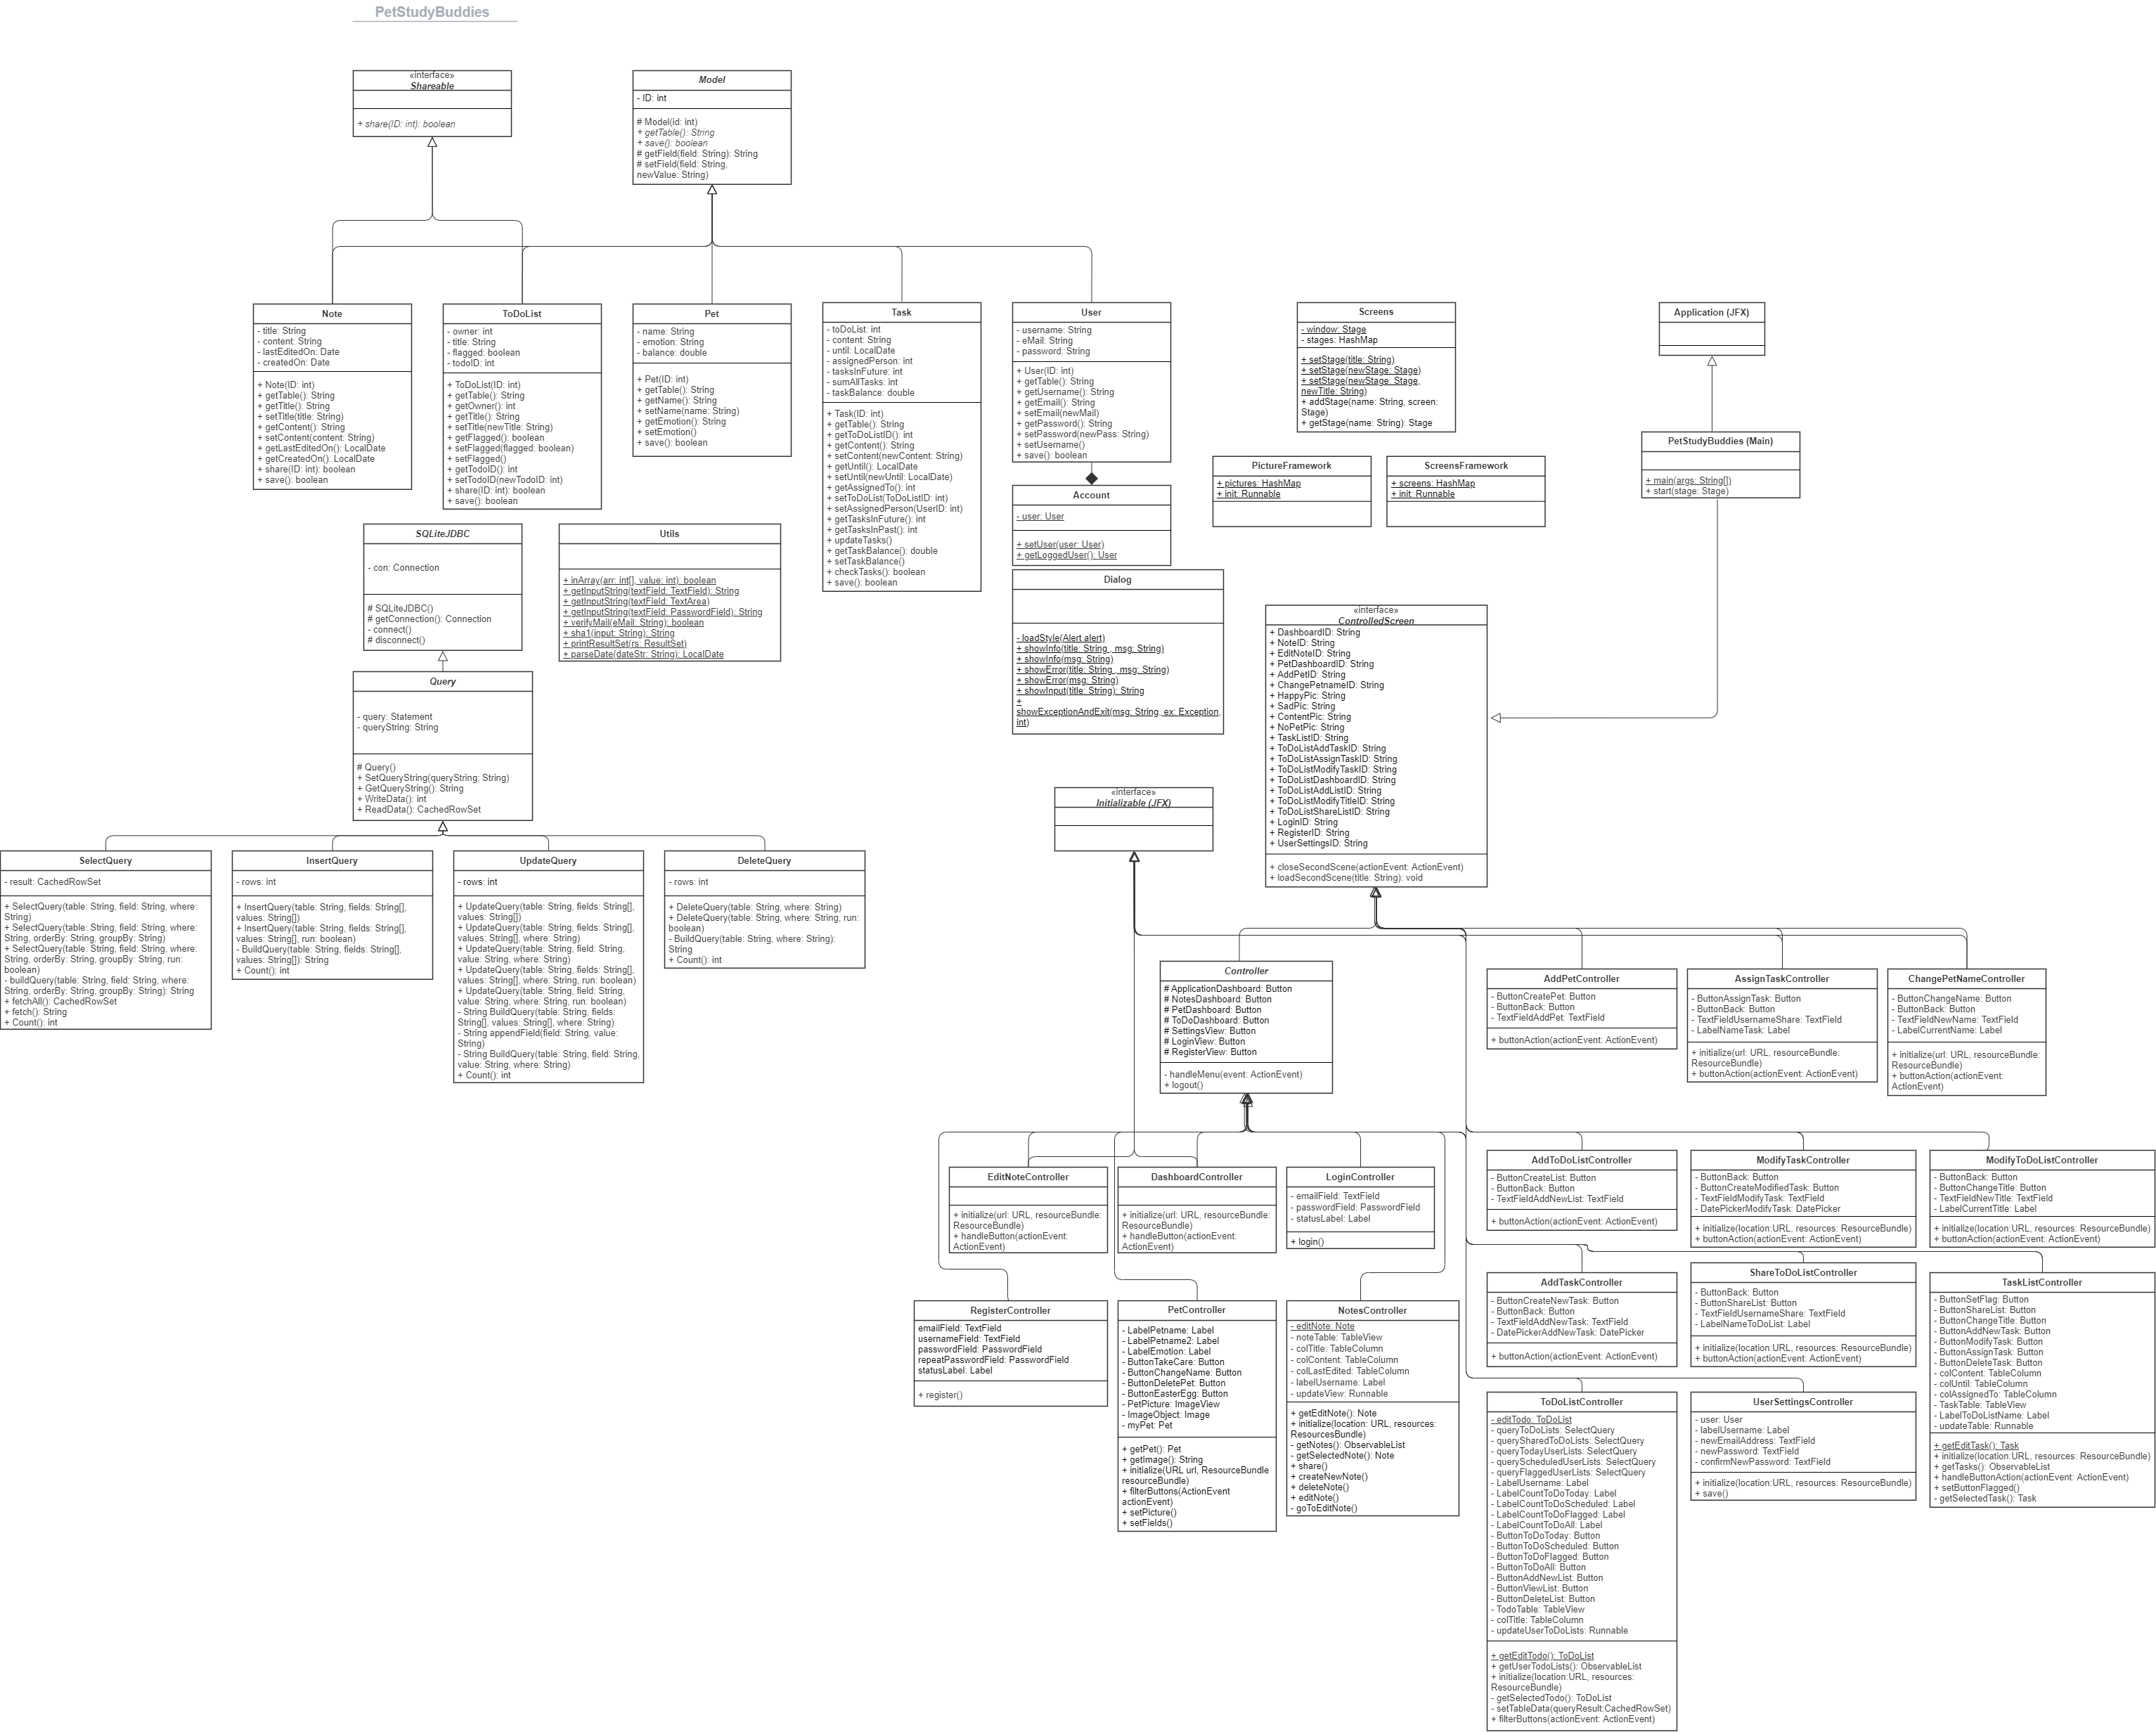 PetStudyBuddies
«interface»
Shareable
+ share(ID: int): boolean
Model
- ID: int
# Model(id: int)
+ getTable(): String
+ save(): boolean
# getField(field: String): String
# setField(field: String,
newValue: String)
Note
- title: String
- content: String
- lastEditedOn: Date
- createdOn: Date
+ Note(ID: int)
+ getTable(): String
+ getTitle(): String
+ setTitle(title: String)
+ getContent(): String
+ setContent(content: String)
+ getLastEditedOn(): LocalDate
+ getCreatedOn(): LocalDate
+ share(ID: int): boolean
+ save(): boolean
ToDoList
- owner: int
- title: String
- flagged: boolean
- todoID: int
+ ToDoList(ID: int)
+ getTable(): String
+ getOwner(): int
+ getTitle(): String
+ setTitle(newTitle: String)
+ getFlagged(): boolean
+ setFlagged(flagged: boolean)
+ setFlagged()
+ getTodoID(): int
+ setTodoID(newTodoID: int)
+ share(ID: int): boolean
+ save(): boolean
Pet
- name: String
- emotion: String
- balance: double
+ Pet(ID: int)
+ getTable(): String
+ getName(): String
+ setName(name: String)
+ getEmotion(): String
+ setEmotion()
+ save(): boolean
Task
- toDoList: int
- content: String
- until: LocalDate
- assignedPerson: int
- tasksInFuture: int
- sumAllTasks: int
- taskBalance: double
+ Task(ID: int)
+ getTable(): String
+ getToDoListID(): int
+ getContent(): String
+ setContent(newContent: String)
+ getUntil(): LocalDate
+ setUntil(newUntil: LocalDate)
+ getAssignedTo(): int
+ setToDoList(ToDoListID: int)
+ setAssignedPerson(UserID: int)
+ getTasksInFuture(): int
+ getTasksInPast(): int
+ updateTasks()
+ getTaskBalance(): double
+ setTaskBalance()
+ checkTasks(): boolean
+ save(): boolean
User
- username: String
- eMail: String
- password: String
+ User(ID: int)
+ getTable(): String
+ getUsername(): String
+ getEmail(): String
+ setEmail(newMail)
+ getPassword(): String
+ setPassword(newPass: String)
+ setUsername()
+ save(): boolean
Screens
- window: Stage
- stages: HashMap
+ setStage(title: String)
+ setStage(newStage: Stage)
+ setStage(newStage: Stage,
newTitle: String)
+ addStage(name: String, screen:
Stage)
+ getStage(name: String): Stage
Application (JFX)
PetStudyBuddies (Main)
+ main(args: String[])
+ start(stage: Stage)
PictureFramework
+ pictures: HashMap
+ init: Runnable
ScreensFramework
+ screens: HashMap
+ init: Runnable
Account
- user: User
+ setUser(user: User)
+ getLoggedUser(): User
SQLiteJDBC
- con: Connection
# SQLiteJDBC()
# getConnection(): Connection
- connect()
# disconnect()
Utils
+ inArray(arr: int[], value: int): boolean
+ getInputString(textField: TextField): String
+ getInputString(textField: TextArea)
+ getInputString(textField: PasswordField): String
+ verifyMail(eMail: String): boolean
+ sha1(input: String): String
+ printResultSet(rs: ResultSet)
+ parseDate(dateStr: String): LocalDate
Dialog
- loadStyle(Alert alert)
+ showInfo(title: String , msg: String)
+ showInfo(msg: String)
+ showError(title: String , msg: String)
+ showError(msg: String)
+ showInput(title: String): String
+
showExceptionAndExit(msg: String, ex: Exception,
int)
«interface»
ControlledScreen
+ DashboardID: String
+ NoteID: String
+ EditNoteID: String
+ PetDashboardID: String
+ AddPetID: String
+ ChangePetnameID: String
+ HappyPic: String
+ SadPic: String
+ ContentPic: String
+ NoPetPic: String
+ TaskListID: String
+ ToDoListAddTaskID: String
+ ToDoListAssignTaskID: String
+ ToDoListModifyTaskID: String
+ ToDoListDashboardID: String
+ ToDoListAddListID: String
+ ToDoListModifyTitleID: String
+ ToDoListShareListID: String
+ LoginID: String
+ RegisterID: String
+ UserSettingsID: String
+ closeSecondScene(actionEvent: ActionEvent)
+ loadSecondScene(title: String): void
Query
- query: Statement
- queryString: String
# Query()
+ SetQueryString(queryString: String)
+ GetQueryString(): String
+ WriteData(): int
+ ReadData(): CachedRowSet
«interface»
Initializable (JFX)
SelectQuery
- result: CachedRowSet
+ SelectQuery(table: String, field: String, where:
String)
+ SelectQuery(table: String, field: String, where:
String, orderBy: String, groupBy: String)
+ SelectQuery(table: String, field: String, where:
String, orderBy: String, groupBy: String, run:
boolean)
- buildQuery(table: String, field: String, where:
String, orderBy: String, groupBy: String): String
+ fetchAll(): CachedRowSet
+ fetch(): String
+ Count(): int
InsertQuery
- rows: int
+ InsertQuery(table: String, fields: String[],
values: String[])
+ InsertQuery(table: String, fields: String[],
values: String[], run: boolean)
- BuildQuery(table: String, fields: String[],
values: String[]): String
+ Count(): int
UpdateQuery
- rows: int
+ UpdateQuery(table: String, fields: String[],
values: String[])
+ UpdateQuery(table: String, fields: String[],
values: String[], where: String)
+ UpdateQuery(table: String, field: String,
value: String, where: String)
+ UpdateQuery(table: String, fields: String[],
values: String[], where: String, run: boolean)
+ UpdateQuery(table: String, field: String,
value: String, where: String, run: boolean)
- String BuildQuery(table: String, fields:
String[], values: String[], where: String)
- String appendField(field: String, value:
String)
- String BuildQuery(table: String, field: String,
value: String, where: String)
+ Count(): int
DeleteQuery
- rows: int
+ DeleteQuery(table: String, where: String)
+ DeleteQuery(table: String, where: String, run:
boolean)
- BuildQuery(table: String, where: String):
String
+ Count(): int
Controller
# ApplicationDashboard: Button
# NotesDashboard: Button
# PetDashboard: Button
# ToDoDashboard: Button
# SettingsView: Button
# LoginView: Button
# RegisterView: Button
- handleMenu(event: ActionEvent)
+ logout()
AddPetController
- ButtonCreatePet: Button
- ButtonBack: Button
- TextFieldAddPet: TextField
+ buttonAction(actionEvent: ActionEvent)
AssignTaskController
- ButtonAssignTask: Button
- ButtonBack: Button
- TextFieldUsernameShare: TextField
- LabelNameTask: Label
+ initialize(url: URL, resourceBundle:
ResourceBundle)
+ buttonAction(actionEvent: ActionEvent)
ChangePetNameController
- ButtonChangeName: Button
- ButtonBack: Button
- TextFieldNewName: TextField
- LabelCurrentName: Label
+ initialize(url: URL, resourceBundle:
ResourceBundle)
+ buttonAction(actionEvent:
ActionEvent)
EditNoteController
+ initialize(url: URL, resourceBundle:
ResourceBundle)
+ handleButton(actionEvent:
ActionEvent)
DashboardController
+ initialize(url: URL, resourceBundle:
ResourceBundle)
+ handleButton(actionEvent:
ActionEvent)
LoginController
- emailField: TextField
- passwordField: PasswordField
- statusLabel: Label
+ login()
AddToDoListController
- ButtonCreateList: Button
- ButtonBack: Button
- TextFieldAddNewList: TextField
+ buttonAction(actionEvent: ActionEvent)
ModifyTaskController
- ButtonBack: Button
- ButtonCreateModifiedTask: Button
- TextFieldModifyTask: TextField
- DatePickerModifyTask: DatePicker
+ initialize(location:URL, resources: ResourceBundle)
+ buttonAction(actionEvent: ActionEvent)
ModifyToDoListController
- ButtonBack: Button
- ButtonChangeTitle: Button
- TextFieldNewTitle: TextField
- LabelCurrentTitle: Label
+ initialize(location:URL, resources: ResourceBundle)
+ buttonAction(actionEvent: ActionEvent)
RegisterController
emailField: TextField
usernameField: TextField
passwordField: PasswordField
repeatPasswordField: PasswordField
statusLabel: Label
+ register()
PetController
- LabelPetname: Label
- LabelPetname2: Label
- LabelEmotion: Label
- ButtonTakeCare: Button
- ButtonChangeName: Button
- ButtonDeletePet: Button
- ButtonEasterEgg: Button
- PetPicture: ImageView
- ImageObject: Image
- myPet: Pet
+ getPet(): Pet
+ getImage(): String
+ initialize(URL url, ResourceBundle
resourceBundle)
+ filterButtons(ActionEvent
actionEvent)
+ setPicture()
+ setFields()
NotesController
- editNote: Note
- noteTable: TableView
- colTitle: TableColumn
- colContent: TableColumn
- colLastEdited: TableColumn
- labelUsername: Label
- updateView: Runnable
+ getEditNote(): Note
+ initialize(location: URL, resources:
ResourcesBundle)
- getNotes(): ObservableList
- getSelectedNote(): Note
+ share()
+ createNewNote()
+ deleteNote()
+ editNote()
- goToEditNote()
AddTaskController
- ButtonCreateNewTask: Button
- ButtonBack: Button
- TextFieldAddNewTask: TextField
- DatePickerAddNewTask: DatePicker
+ buttonAction(actionEvent: ActionEvent)
ShareToDoListController
- ButtonBack: Button
- ButtonShareList: Button
- TextFieldUsernameShare: TextField
- LabelNameToDoList: Label
+ initialize(location:URL, resources: ResourceBundle)
+ buttonAction(actionEvent: ActionEvent)
TaskListController
- ButtonSetFlag: Button
- ButtonShareList: Button
- ButtonChangeTitle: Button
- ButtonAddNewTask: Button
- ButtonModifyTask: Button
- ButtonAssignTask: Button
- ButtonDeleteTask: Button
- colContent: TableColumn
- colUntil: TableColumn
- colAssignedTo: TableColumn
- TaskTable: TableView
- LabelToDoListName: Label
- updateTable: Runnable
+ getEditTask(): Task
+ initialize(location:URL, resources: ResourceBundle)
+ getTasks(): ObservableList
+ handleButtonAction(actionEvent: ActionEvent)
+ setButtonFlagged()
- getSelectedTask(): Task
ToDoListController
- editTodo: ToDoList
- queryToDoLists: SelectQuery
- querySharedToDoLists: SelectQuery
- queryTodayUserLists: SelectQuery
- queryScheduledUserLists: SelectQuery
- queryFlaggedUserLists: SelectQuery
- LabelUsername: Label
- LabelCountToDoToday: Label
- LabelCountToDoScheduled: Label
- LabelCountToDoFlagged: Label
- LabelCountToDoAll: Label
- ButtonToDoToday: Button
- ButtonToDoScheduled: Button
- ButtonToDoFlagged: Button
- ButtonToDoAll: Button
- ButtonAddNewList: Button
- ButtonViewList: Button
- ButtonDeleteList: Button
- TodoTable: TableView
- colTitle: TableColumn
- updateUserToDoLists: Runnable
+ getEditTodo(): ToDoList
+ getUserTodoLists(): ObservableList
+ initialize(location:URL, resources:
ResourceBundle)
- getSelectedTodo(): ToDoList
- setTableData(queryResult:CachedRowSet)
+ filterButtons(actionEvent: ActionEvent)
UserSettingsController
- user: User
- labelUsername: Label
- newEmailAddress: TextField
- newPassword: TextField
- confirmNewPassword: TextField
+ initialize(location:URL, resources: ResourceBundle)
+ save()